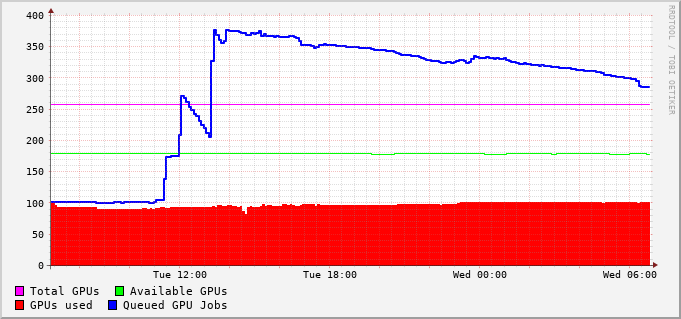 400
350
300
250
200
150
100
50
0
Tue 12:00 Tue 18:00 Wed 00:00 Wed 06:00
Total GPUs Available GPUs
GPUs used Queued GPU Jobs
RRDTOOL / TOBI OETIKER